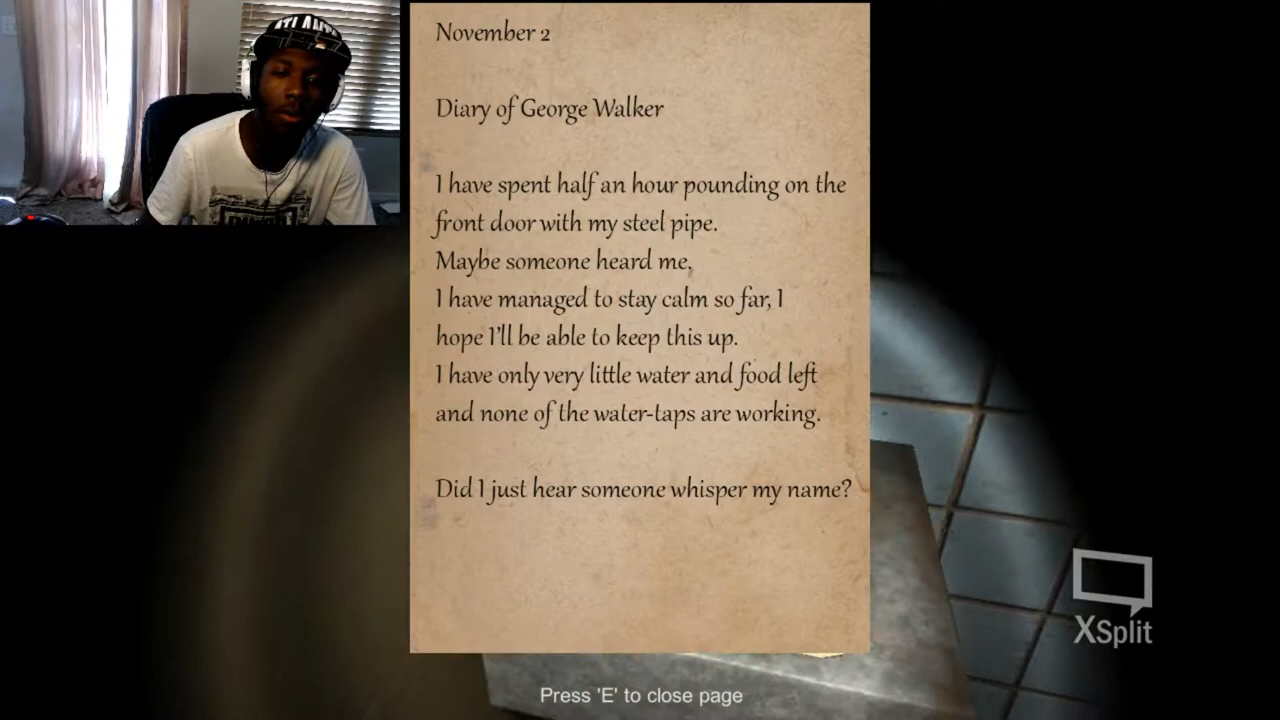 ATLANTA
November 2
Diary of George Walker
I have spent half an hour pounding on the
front door with my steel pipe.
Maybe someone heard me.
I have managed to stay calm so far, I
hope I'll be able to keep this up.
I have only very little water and food left
and none of the water-taps are working.
Did I just hear someone whisper my name?
XSplit
Press 'E' to close page